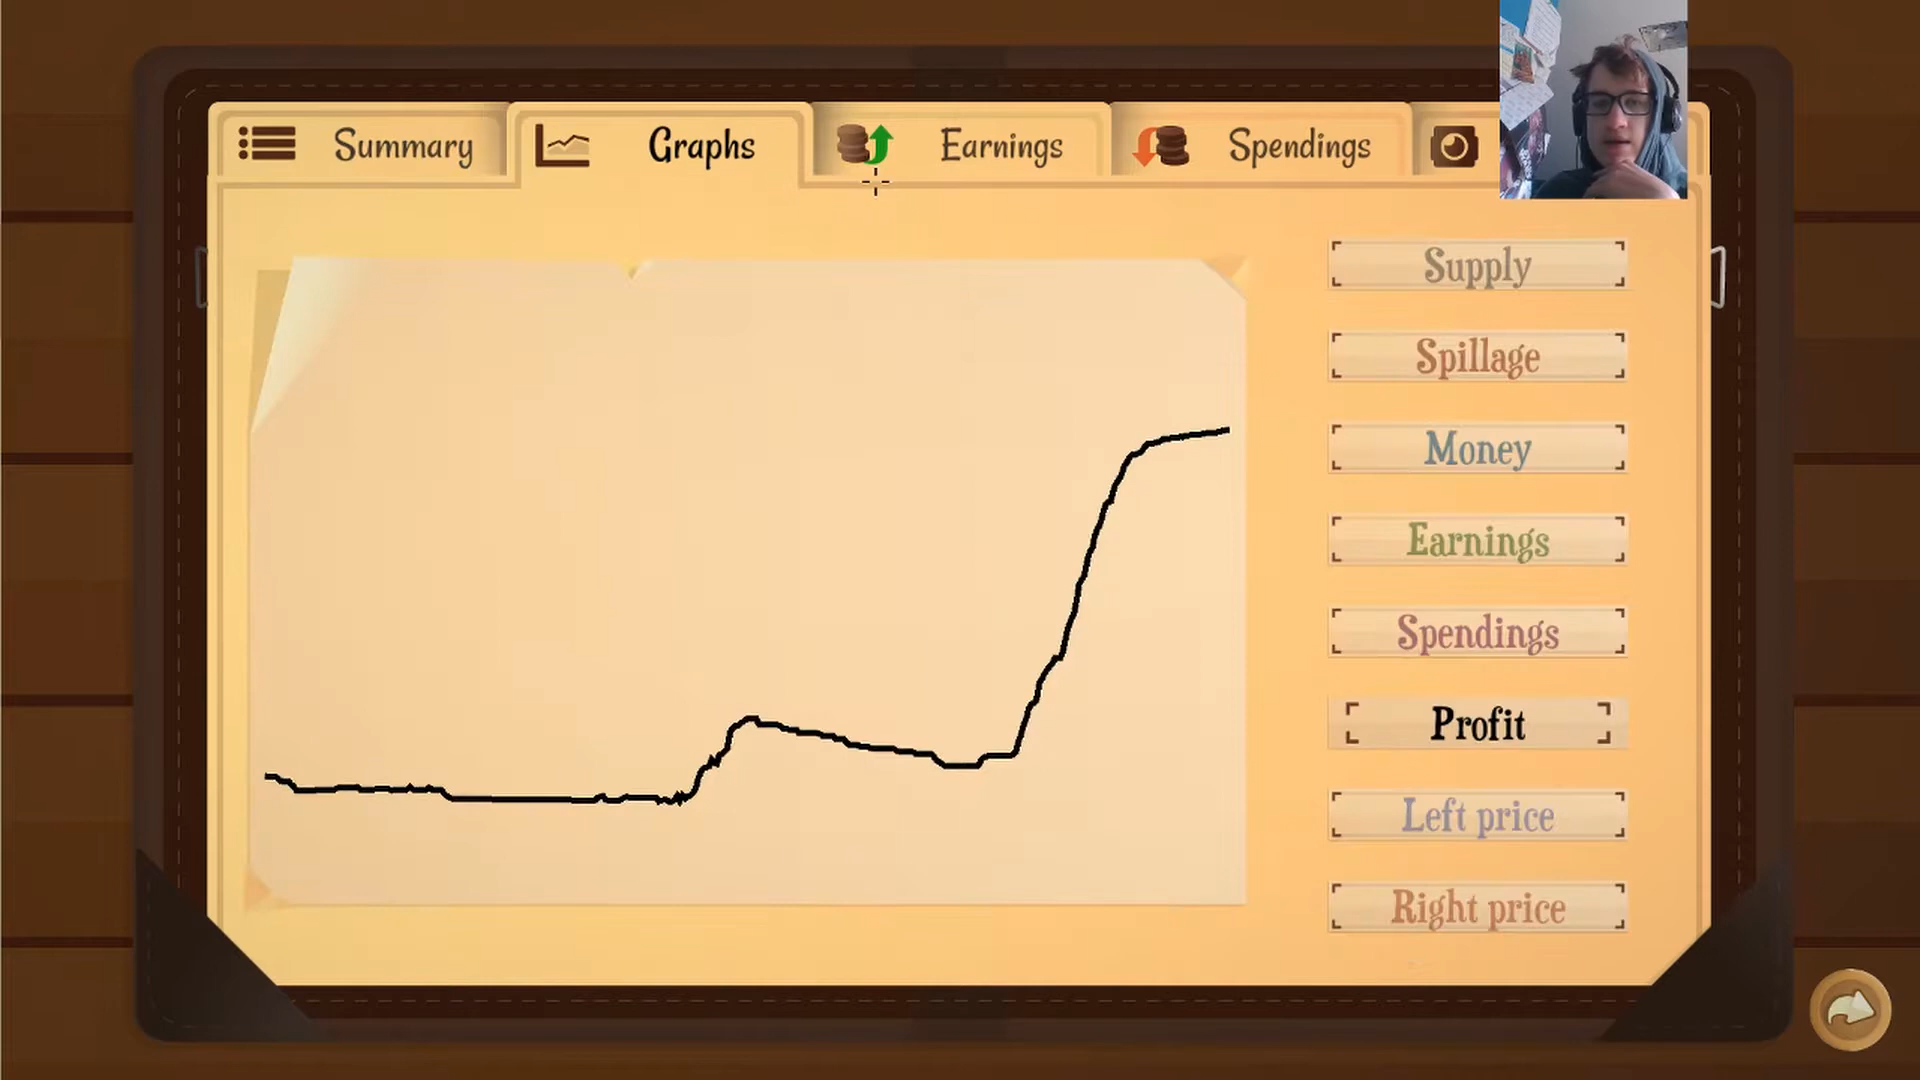 Summary
Graphs
Earnings
Spendings
Supply
Spillage
Money
Earnings
Spendings
Profit
Left price
Right price